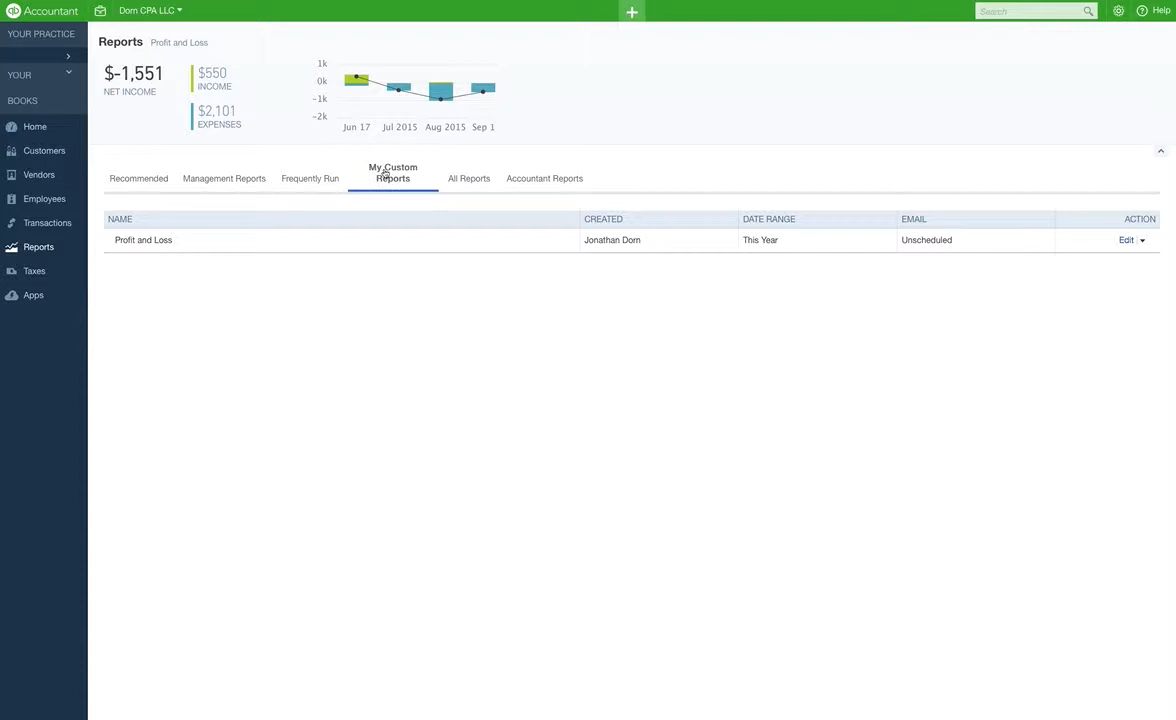 qb Accountant
Dorn CPA LLC
+
Search
Help
YOUR PRACTICE
YOUR
BOOKS
Home
Customers
Vendors
Employees
Transactions
Reports
Taxes
Apps
Reports Profit and Loss
$-1,551
NET INCOME
$550
INCOME
$2,101
EXPENSES
1k
0k
-1k
-2k
Jun 17 Jul 2015 Aug 2015 Sep 1
Recommended Management Reports Frequently Run My Custom Reports All Reports Accountant Reports
NAME CREATED DATE RANGE EMAIL ACTION
Profit and Loss Jonathan Dorn This Year Unscheduled Edit